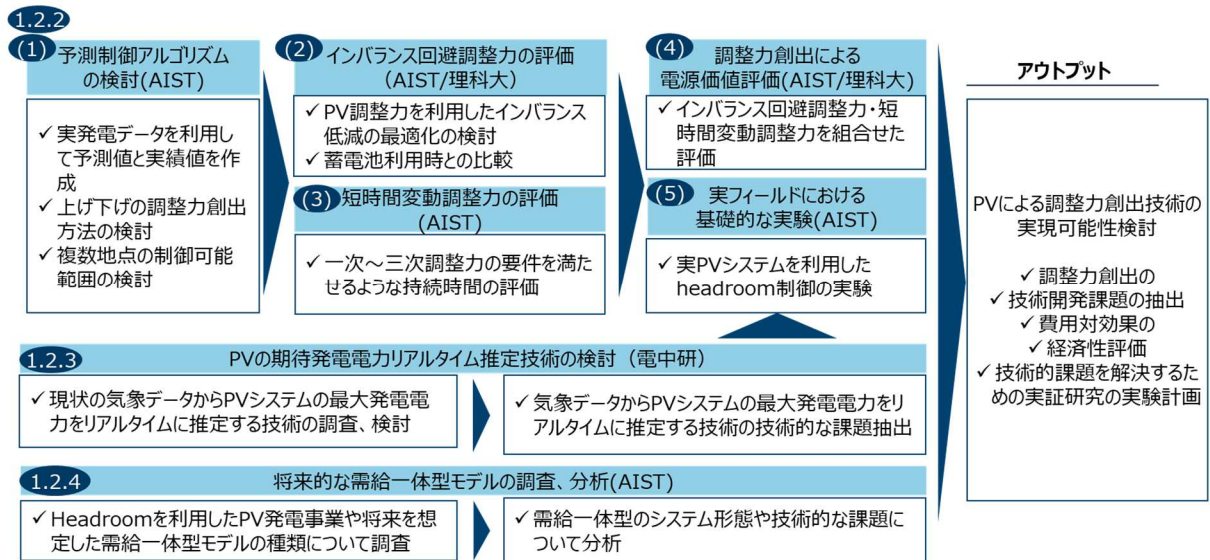 1.2.2
(1) 予測制御アルゴリズム
の検討(AIST)
✓ 実発電データを利用し
て予測値と実績値を作
成
✓ 上げ下げの調整力創出
方法の検討
✓ 複数地点の制御可能
範囲の検討
(2) インバランス回避調整力の評価
(AIST/理科大)
✓ PV調整力を利用したインバランス
低減の最適化の検討
✓ 蓄電池利用時との比較
(3) 短時間変動調整力の評価
(AIST)
✓ 一次～三次調整力の要件を満た
せるような持続時間の評価
(4) 調整力創出による
電源価値評価(AIST/理科大)
✓ インバランス回避調整力・短
時間変動調整力を組合せた
評価
(5) 実フィールドにおける
基礎的な実験(AIST)
✓ 実PVシステムを利用した
headroom制御の実験
1.2.3 PVの期待発電電力リアルタイム推定技術の検討（電中研）
✓ 現状の気象データからPVシステムの最大発電電
力をリアルタイムに推定する技術の調査、検討
✓ 気象データからPVシステムの最大発電電力をリ
アルタイムに推定する技術の技術的な課題抽出
1.2.4 将来的な需給一体型モデルの調査、分析(AIST)
✓ Headroomを利用したPV発電事業や将来を想
定した需給一体型モデルの種類について調査
✓ 需給一体型のシステム形態や技術的な課題に
ついて分析
アウトプット
PVによる調整力創出技術の
実現可能性検討
✓ 調整力創出の
✓ 技術開発課題の抽出
✓ 費用対効果の
✓ 経済性評価
✓ 技術的課題を解決するた
めの実証研究の実験計画